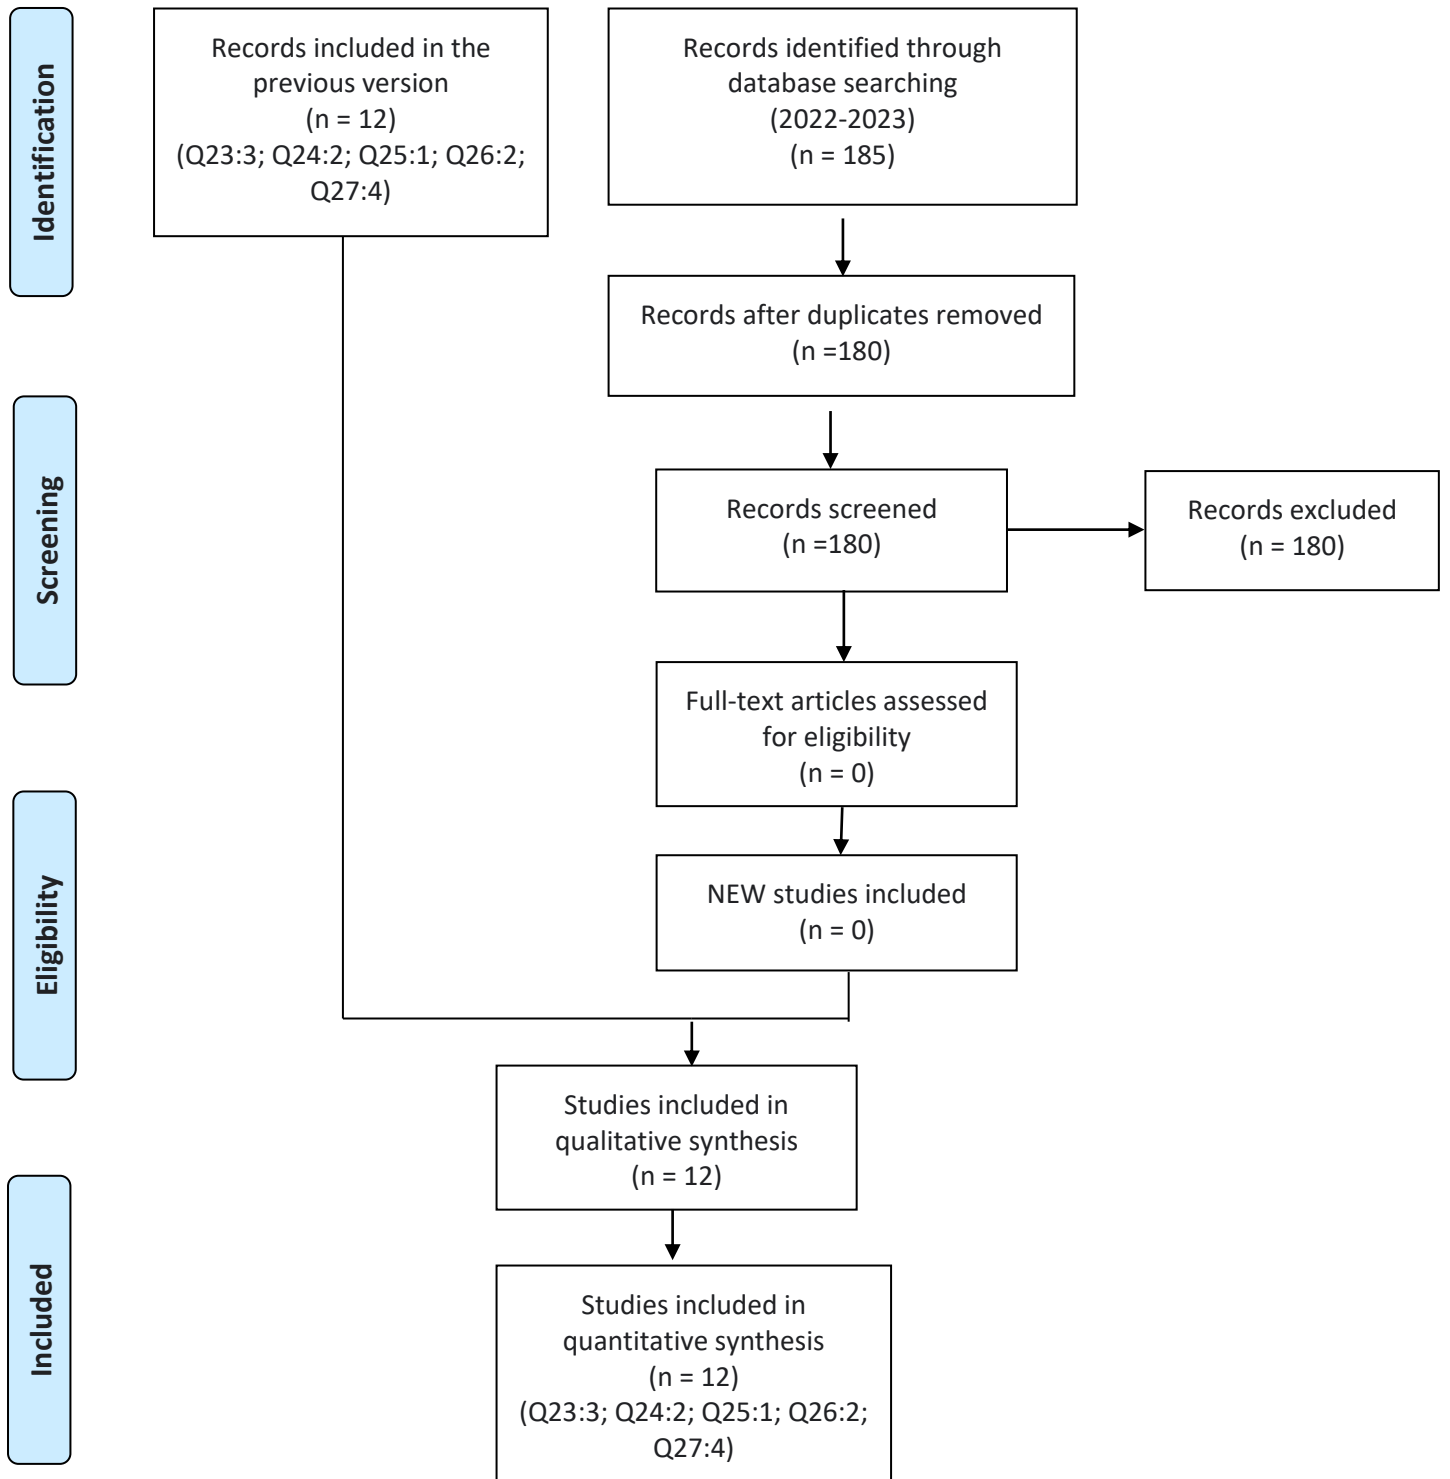 Identification
Records included in the
previous version
(n = 12)
(Q23:3; Q24:2; Q25:1; Q26:2;
Q27:4)
Records identified through
database searching
(2022-2023)
(n = 185)
Records after duplicates removed
(n =180)
Screening
Records screened
(n =180)
Records excluded
(n = 180)
Full-text articles assessed
for eligibility
(n = 0)
Eligibility
NEW studies included
(n = 0)
Studies included in
qualitative synthesis
(n = 12)
Included
Studies included in
quantitative synthesis
(n = 12)
(Q23:3; Q24:2; Q25:1; Q26:2;
Q27:4)